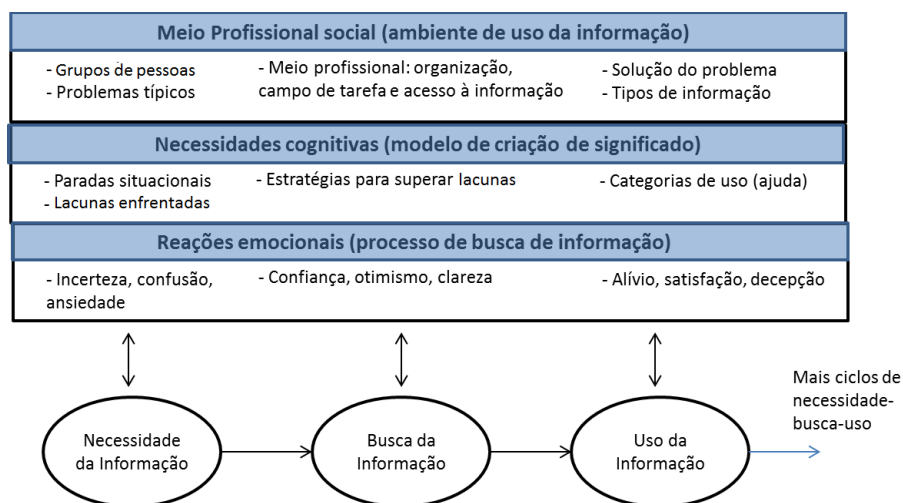 Meio Profissional social (ambiente de uso da informação)
- Grupos de pessoas
- Problemas típicos
- Meio profissional: organização,
campo de tarefa e acesso à informação
- Solução do problema
- Tipos de informação
Necessidades cognitivas (modelo de criação de significado)
- Paradas situacionais
- Lacunas enfrentadas
- Estratégias para superar lacunas
- Categorias de uso (ajuda)
Reações emocionais (processo de busca de informação)
- Incerteza, confusão,
ansiedade
- Confiança, otimismo, clareza
- Alívio, satisfação, decepção
Necessidade
da Informação
Busca da
Informação
Uso da
Informação
Mais ciclos de
necessidade-
busca-uso